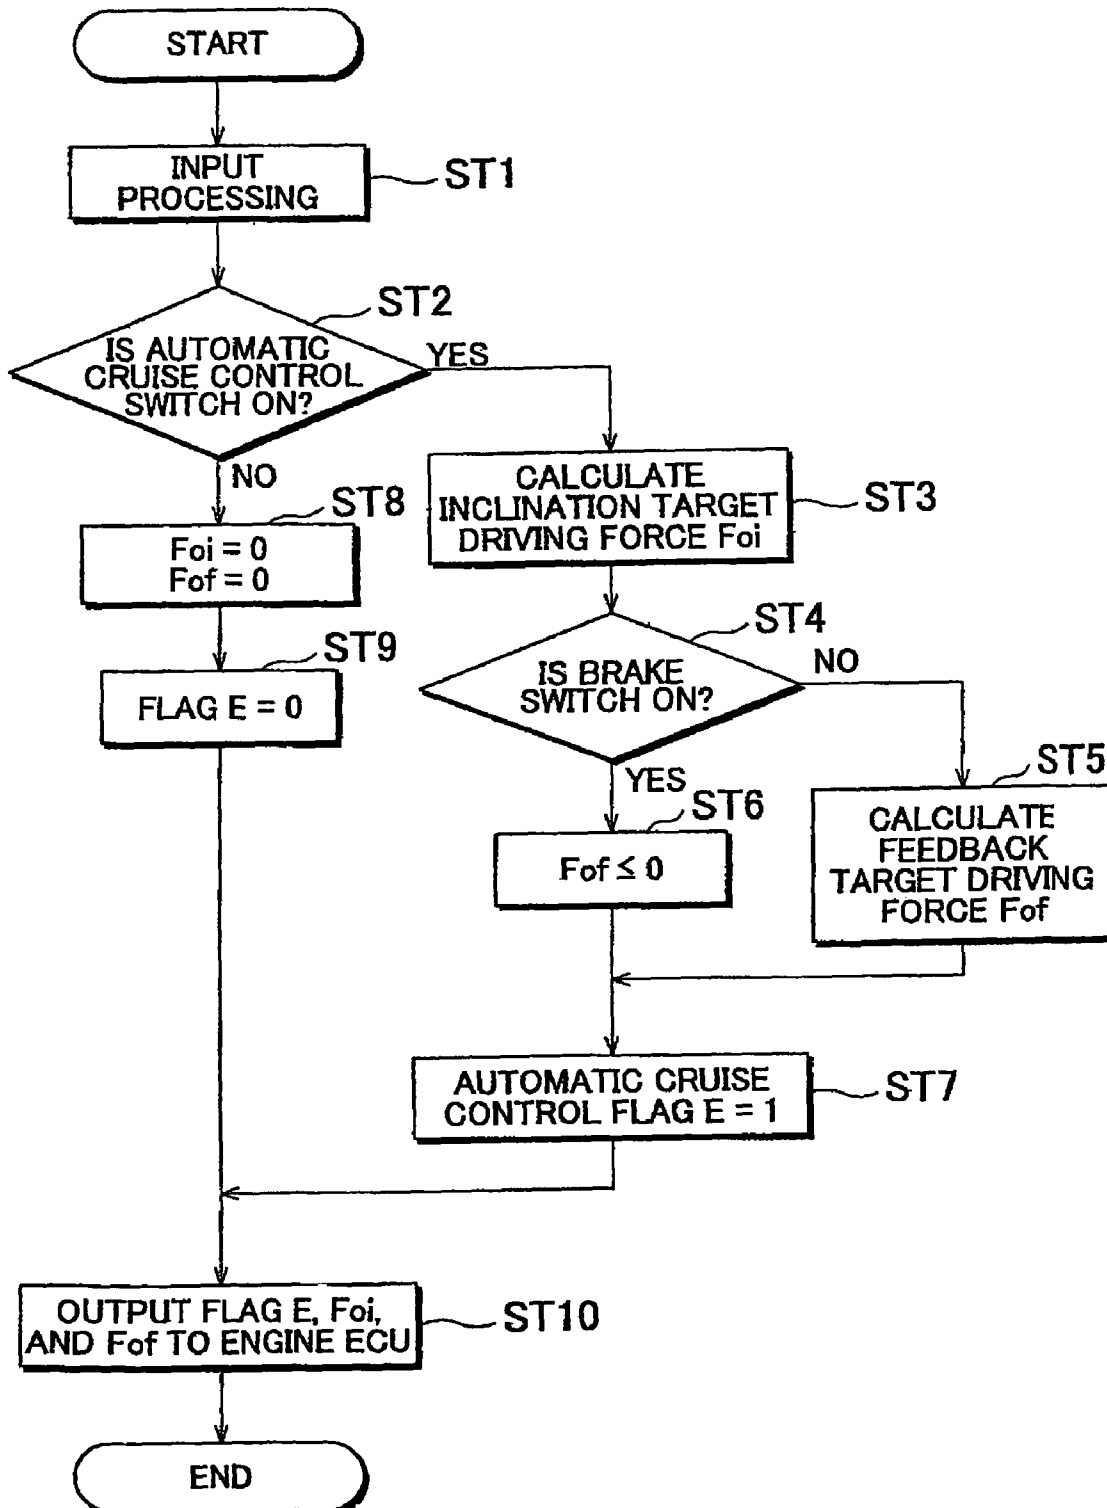 START
INPUT
PROCESSING
ST1
ST2
IS AUTOMATIC
CRUISE CONTROL
SWITCH ON?
YES
NO
ST8
Foi = 0
Fof = 0
CALCULATE
INCLINATION TARGET
DRIVING FORCE Foi
ST3
ST9
FLAG E = 0
ST4
IS BRAKE
SWITCH ON?
NO
YES
ST5
CALCULATE
FEEDBACK
TARGET DRIVING
FORCE Fof
ST6
Fof ≤ 0
AUTOMATIC CRUISE
CONTROL FLAG E = 1
ST7
OUTPUT FLAG E, Foi,
AND Fof TO ENGINE ECU
ST10
END